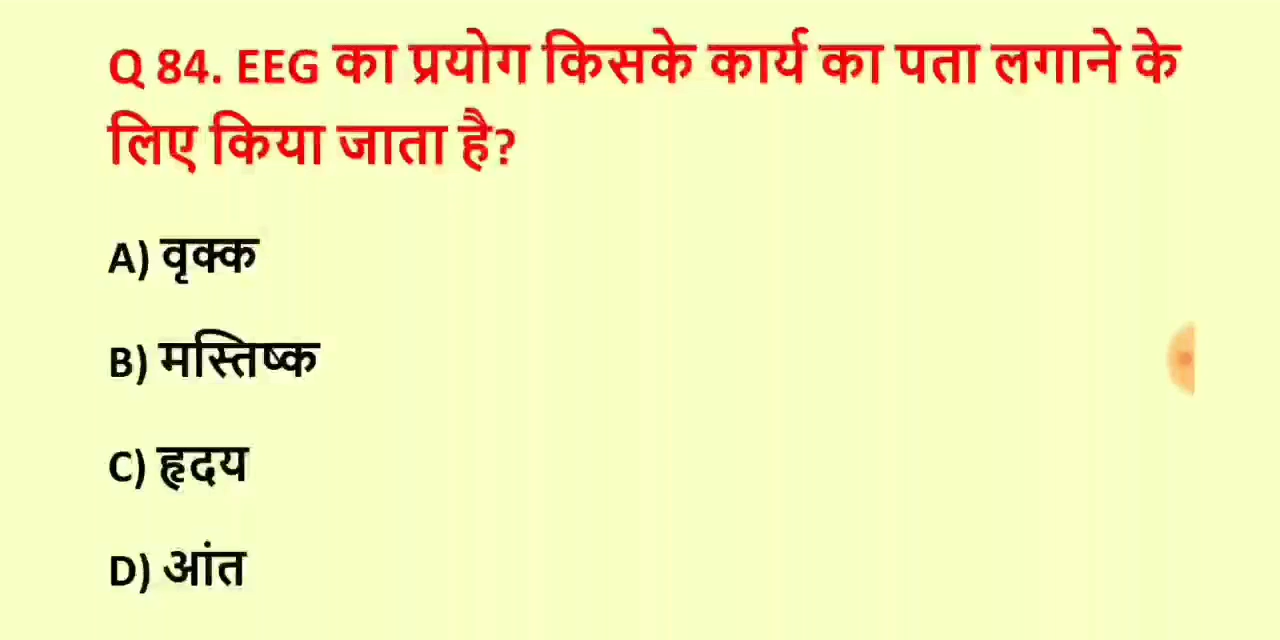 Q 84. EEG का प्रयोग किसके कार्य का पता लगाने के
लिए किया जाता है?
A) वृक्क
B) मस्तिष्क
C) हृदय
D) आंत